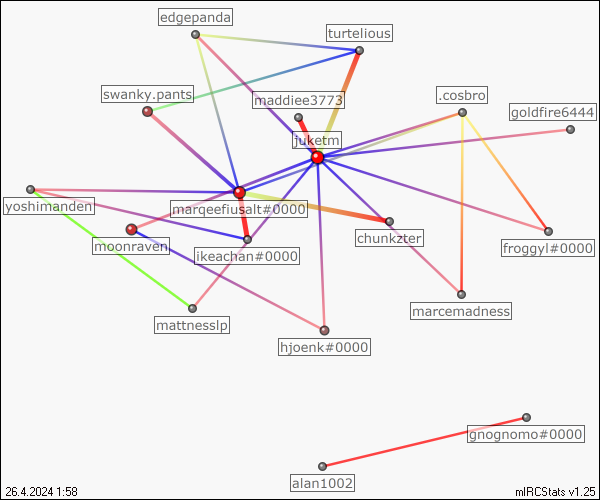 edgepanda
turtelious
swanky.pants
maddiee3773
.cosbro
goldfire6444
juketm
yoshimanden
marqeefiusalt#0000
moonraven
ikeachan#0000
chunkzter
froggyl#0000
mattnesslp
marcemadness
hjoenk#0000
gnognomo#0000
alan1002
26.4.2024 1:58
mIRCStats v1.25